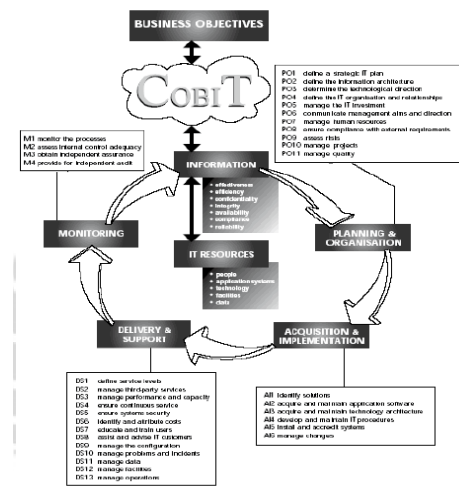 BUSINESS OBJECTIVES
COBIT
PO1 define a strategic IT plan
PO2 define the information architecture
PO3 determine the technological direction
PO4 define the IT organisation and relationships
PO5 manage the IT investment
PO6 communicate management aims and direction
PO7 manage human resources
PO8 ensure compliance with external requirements
PO9 assess risks
PO10 manage projects
PO11 manage quality
M1 monitor the processes
M2 assess internal control adequacy
M3 obtain independent assurance
M4 provide for independent audit
INFORMATION
• effectiveness
• efficiency
• confidentiality
• integrity
• availability
• compliance
• reliability
MONITORING
PLANNING &
ORGANISATION
IT RESOURCES
• people
• application systems
• technology
• facilities
• data
DELIVERY &
SUPPORT
ACQUISITION &
IMPLEMENTATION
DS1 define service levels
DS2 manage third-party services
DS3 manage performance and capacity
DS4 ensure continuous service
DS5 ensure systems security
DS6 identify and attribute costs
DS7 educate and train users
DS8 assist and advise IT customers
DS9 manage the configuration
DS10 manage problems and incidents
DS11 manage data
DS12 manage facilities
DS13 manage operations
AI1 identify solutions
AI2 acquire and maintain application software
AI3 acquire and maintain technology architecture
AI4 develop and maintain IT procedures
AI5 install and accredit systems
AI6 manage changes